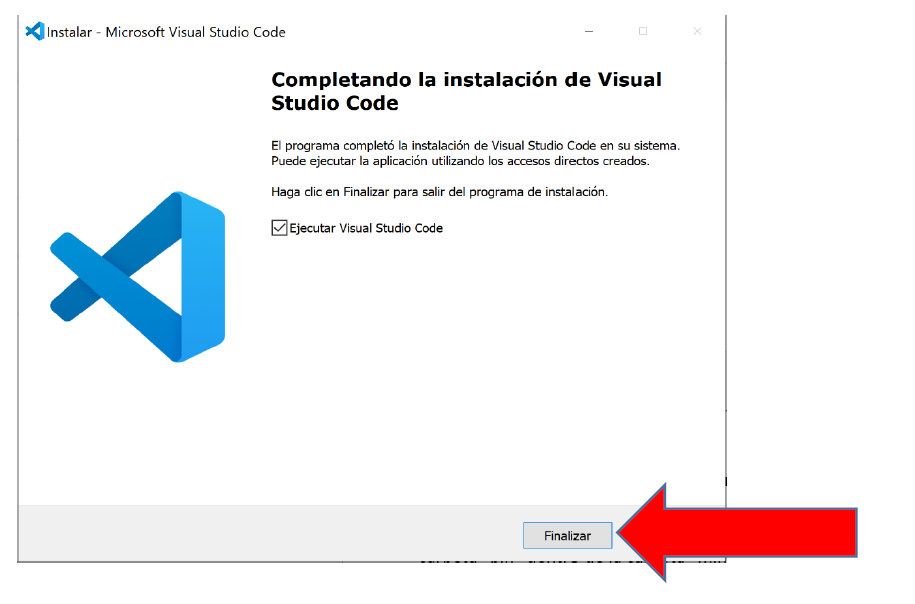 Instalar - Microsoft Visual Studio Code
Completando la instalación de Visual
Studio Code
El programa completó la instalación de Visual Studio Code en su sistema.
Puede ejecutar la aplicación utilizando los accesos directos creados.
Haga clic en Finalizar para salir del programa de instalación.
Ejecutar Visual Studio Code
Finalizar